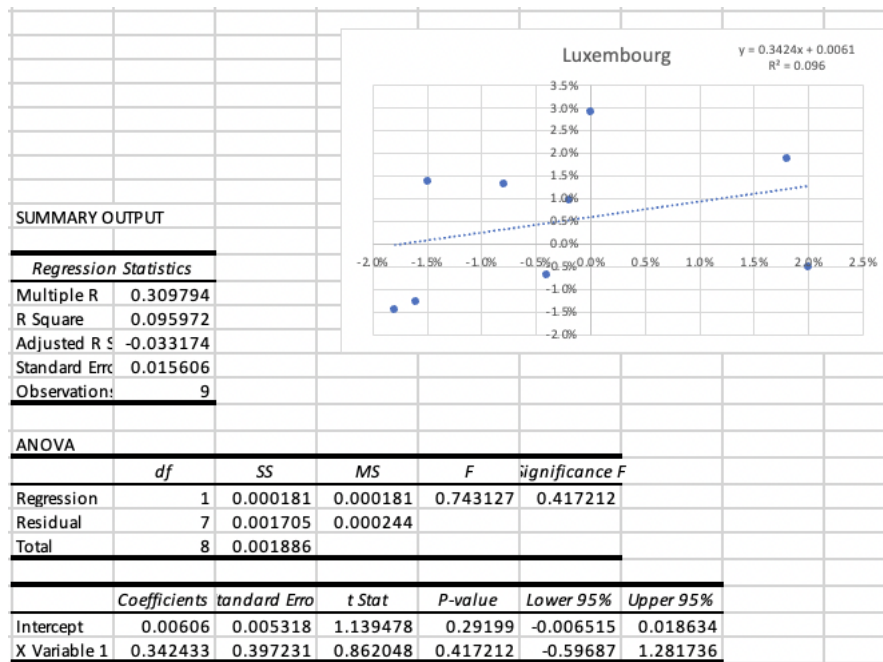 Luxembourg
y = 0.3424x + 0.0061
R² = 0.096
3.5%
3.0%
2.5%
2.0%
1.5%
1.0%
0.5%
0.0%
-2.0% -1.5% -1.0% -0.5% 0.0% 0.5% 1.0% 1.5% 2.0% 2.5%
-0.5%
-1.0%
-1.5%
-2.0%
SUMMARY OUTPUT
Regression Statistics
Multiple R 0.309794
R Square 0.095972
Adjusted R S -0.033174
Standard Erro 0.015606
Observations 9
ANOVA
df SS MS F Significance F
Regression 1 0.000181 0.000181 0.743127 0.417212
Residual 7 0.001705 0.000244
Total 8 0.001886
Coefficients tandard Erro t Stat P-value Lower 95% Upper 95%
Intercept 0.00606 0.005318 1.139478 0.29199 -0.006515 0.018634
X Variable 1 0.342433 0.397231 0.862048 0.417212 -0.59687 1.281736